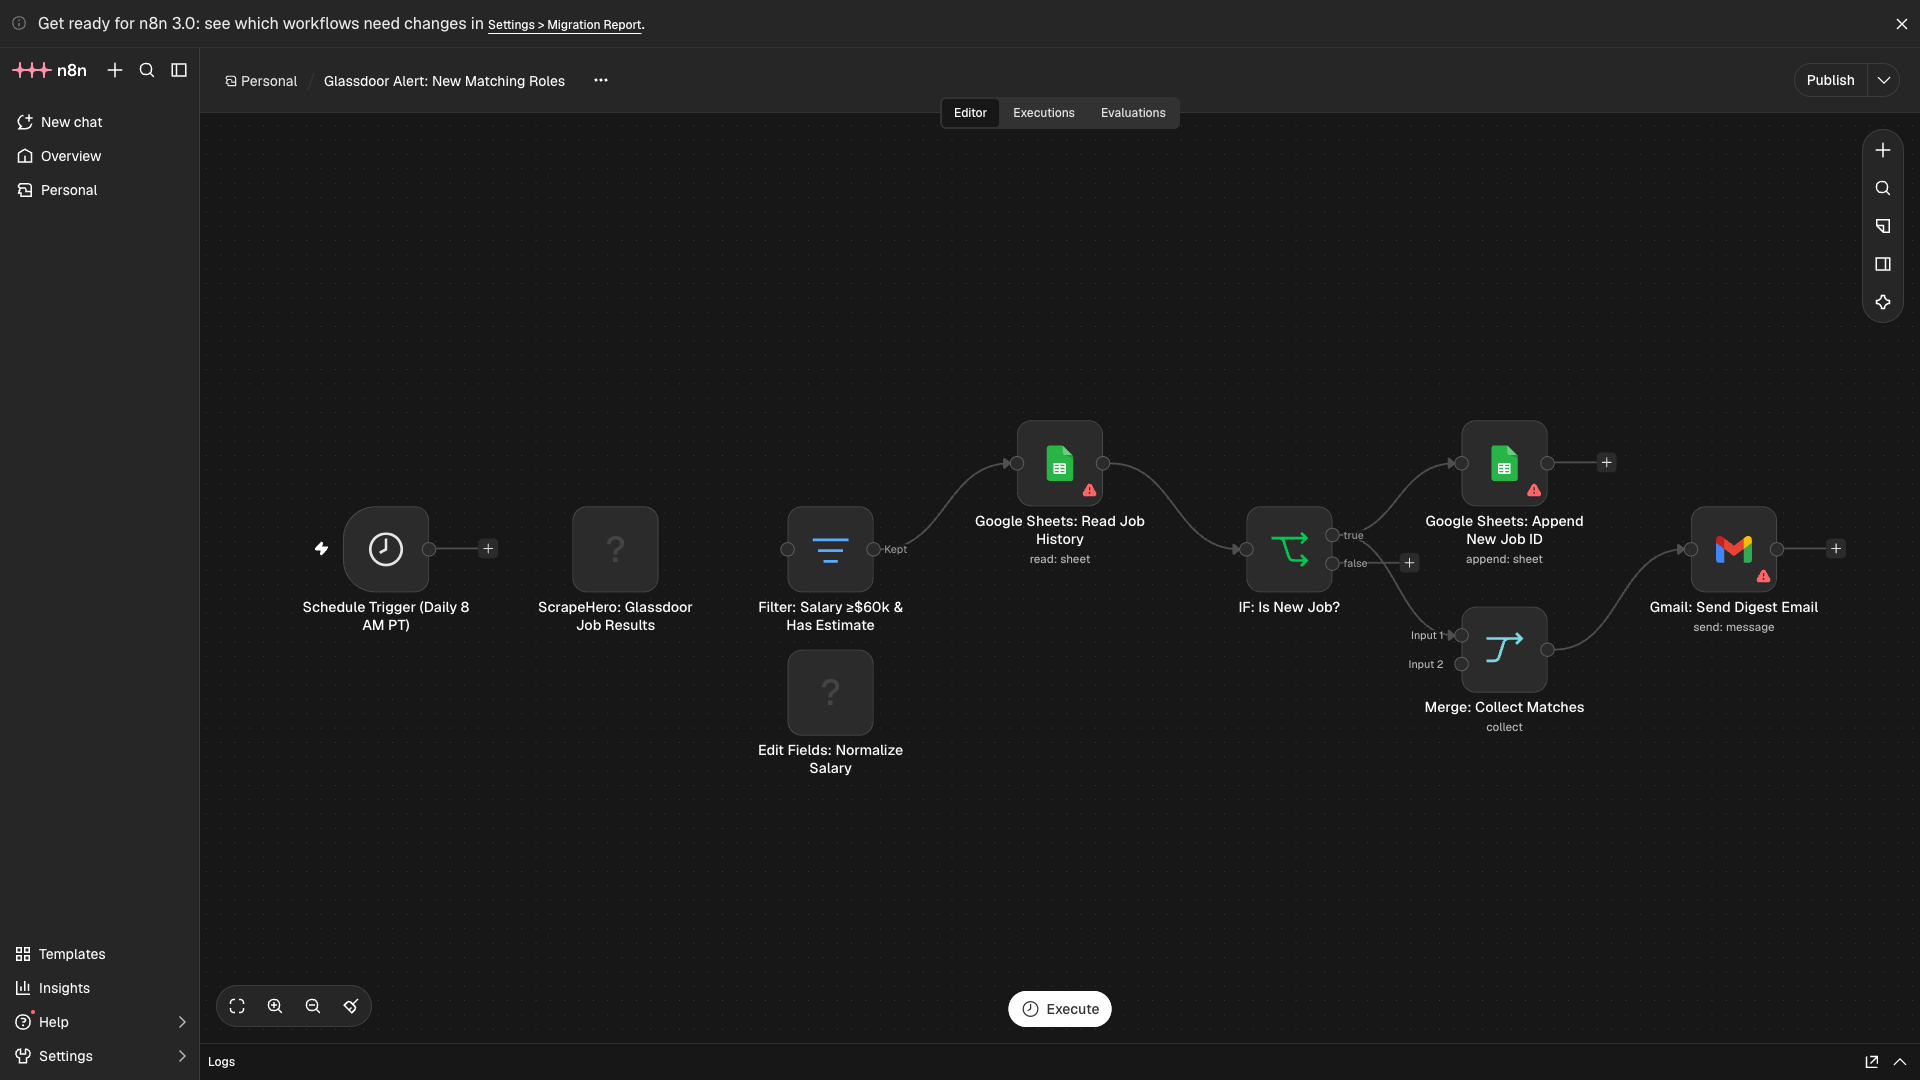 Get ready for n8n 3.0: see which workflows need changes in Settings > Migration Report.
n8n
New chat
Overview
Personal
Personal / Glassdoor Alert: New Matching Roles
Publish
Editor
Executions
Evaluations
Schedule Trigger (Daily 8
AM PT)
?
ScrapeHero: Glassdoor
Job Results
Kept
Filter: Salary ≥$60k &
Has Estimate
?
Edit Fields: Normalize
Salary
Google Sheets: Read Job
History
read: sheet
true
false
IF: Is New Job?
Google Sheets: Append
New Job ID
append: sheet
Input 1
Input 2
Merge: Collect Matches
collect
Gmail: Send Digest Email
send: message
Templates
Insights
Help
Settings
Execute
Logs